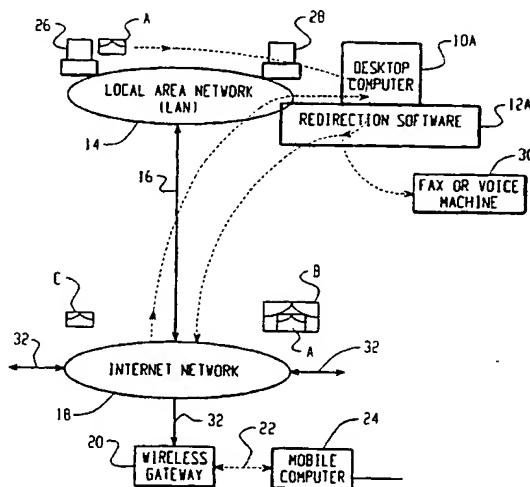 26
A
28
10A
DESKTOP
COMPUTER
LOCAL AREA NETWORK
(LAN)
REDIRECTION SOFTWARE
12A
14
30
16
FAX OR VOICE
MACHINE
C
B
A
32
32
INTERNET NETWORK
18
32
20
22
24
WIRELESS
GATEWAY
MOBILE
COMPUTER